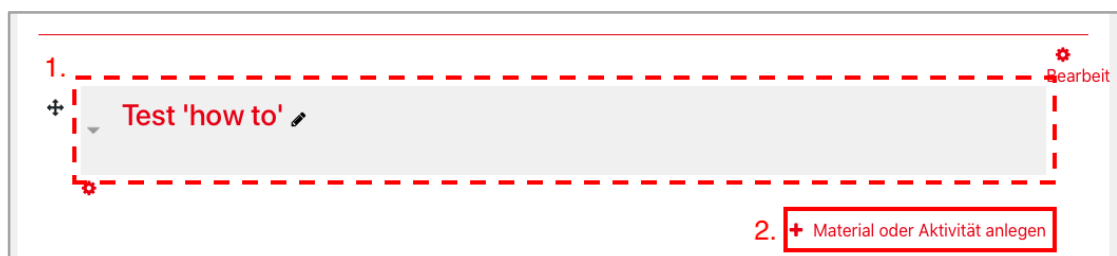 1.
Bearbeit
Test 'how to'
2. + Material oder Aktivität anlegen